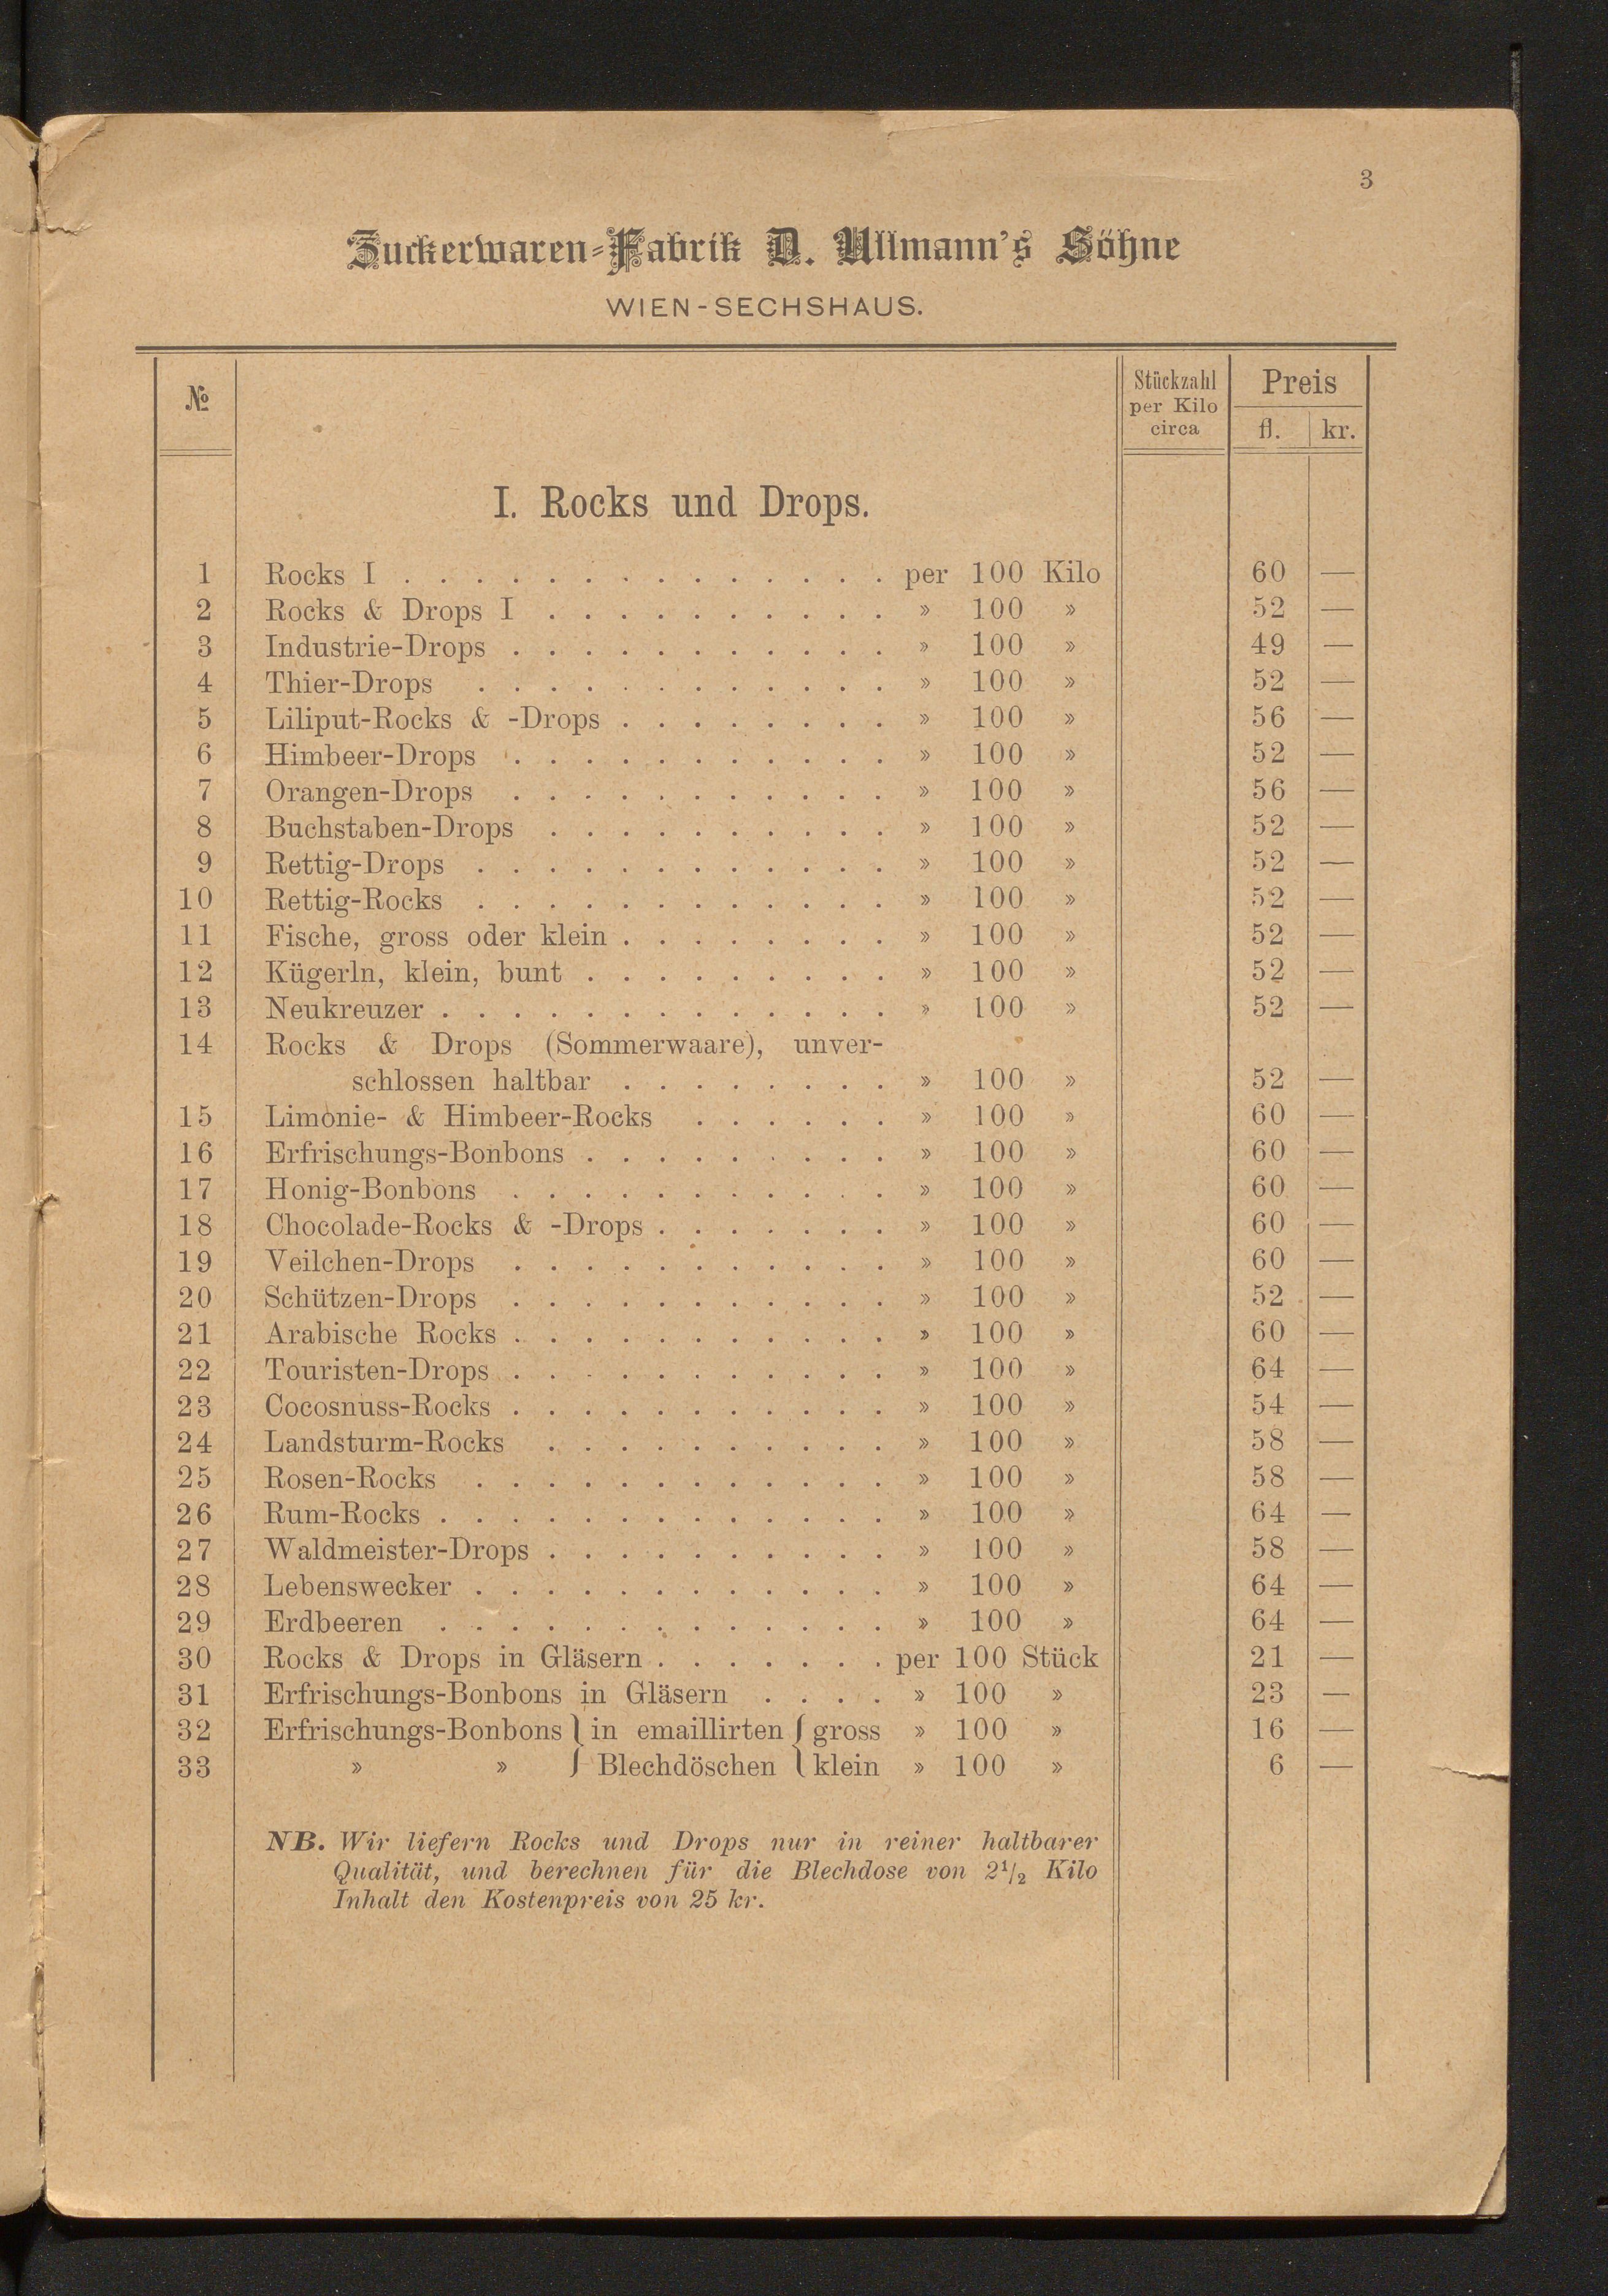 3
Zuckerwaren-Fabrik D. Ullmann's Söhne
WIEN-SECHSHAUS.
№ Stückzahl per Kilo circa Preis
fl. kr.
I. Rocks und Drops.
1 Rocks I . . . . . . . . . . . . . . per 100 Kilo 60 —
2 Rocks & Drops I . . . . . . . . . . » 100 » 52 —
3 Industrie-Drops . . . . . . . . . . . » 100 » 49 —
4 Thier-Drops . . . . . . . . . . . . » 100 » 52 —
5 Liliput-Rocks & -Drops . . . . . . . . » 100 » 56 —
6 Himbeer-Drops . . . . . . . . . . . » 100 » 52 —
7 Orangen-Drops . . . . . . . . . . . » 100 » 56 —
8 Buchstaben-Drops . . . . . . . . . . » 100 » 52 —
9 Rettig-Drops . . . . . . . . . . . . » 100 » 52 —
10 Rettig-Rocks . . . . . . . . . . . . » 100 » 52 —
11 Fische, gross oder klein . . . . . . . . » 100 » 52 —
12 Kügerln, klein, bunt . . . . . . . . . » 100 » 52 —
13 Neukreuzer . . . . . . . . . . . . . » 100 » 52 —
14 Rocks & Drops (Sommerwaare), unver-
schlossen haltbar . . . . . . . . » 100 » 52 —
15 Limonie- & Himbeer-Rocks . . . . . . » 100 » 60 —
16 Erfrischungs-Bonbons . . . . . . . . . » 100 » 60 —
17 Honig-Bonbons . . . . . . . . . . . » 100 » 60 —
18 Chocolade-Rocks & -Drops . . . . . . . » 100 » 60 —
19 Veilchen-Drops . . . . . . . . . . . » 100 » 60 —
20 Schützen-Drops . . . . . . . . . . . » 100 » 52 —
21 Arabische Rocks . . . . . . . . . . . » 100 » 60 —
22 Touristen-Drops . . . . . . . . . . . » 100 » 64 —
23 Cocosnuss-Rocks . . . . . . . . . . . » 100 » 54 —
24 Landsturm-Rocks . . . . . . . . . . » 100 » 58 —
25 Rosen-Rocks . . . . . . . . . . . . » 100 » 58 —
26 Rum-Rocks . . . . . . . . . . . . . » 100 » 64 —
27 Waldmeister-Drops . . . . . . . . . . » 100 » 58 —
28 Lebenswecker . . . . . . . . . . . . » 100 » 64 —
29 Erdbeeren . . . . . . . . . . . . . » 100 » 64 —
30 Rocks & Drops in Gläsern . . . . . . . per 100 Stück 21 —
31 Erfrischungs-Bonbons in Gläsern . . . . » 100 » 23 —
32 Erfrischungs-Bonbons } in emaillirten { gross » 100 » 16 —
33 » » } Blechdöschen { klein » 100 » 6 —
NB. Wir liefern Rocks und Drops nur in reiner haltbarer
Qualität, und berechnen für die Blechdose von 2¹/₂ Kilo
Inhalt den Kostenpreis von 25 kr.